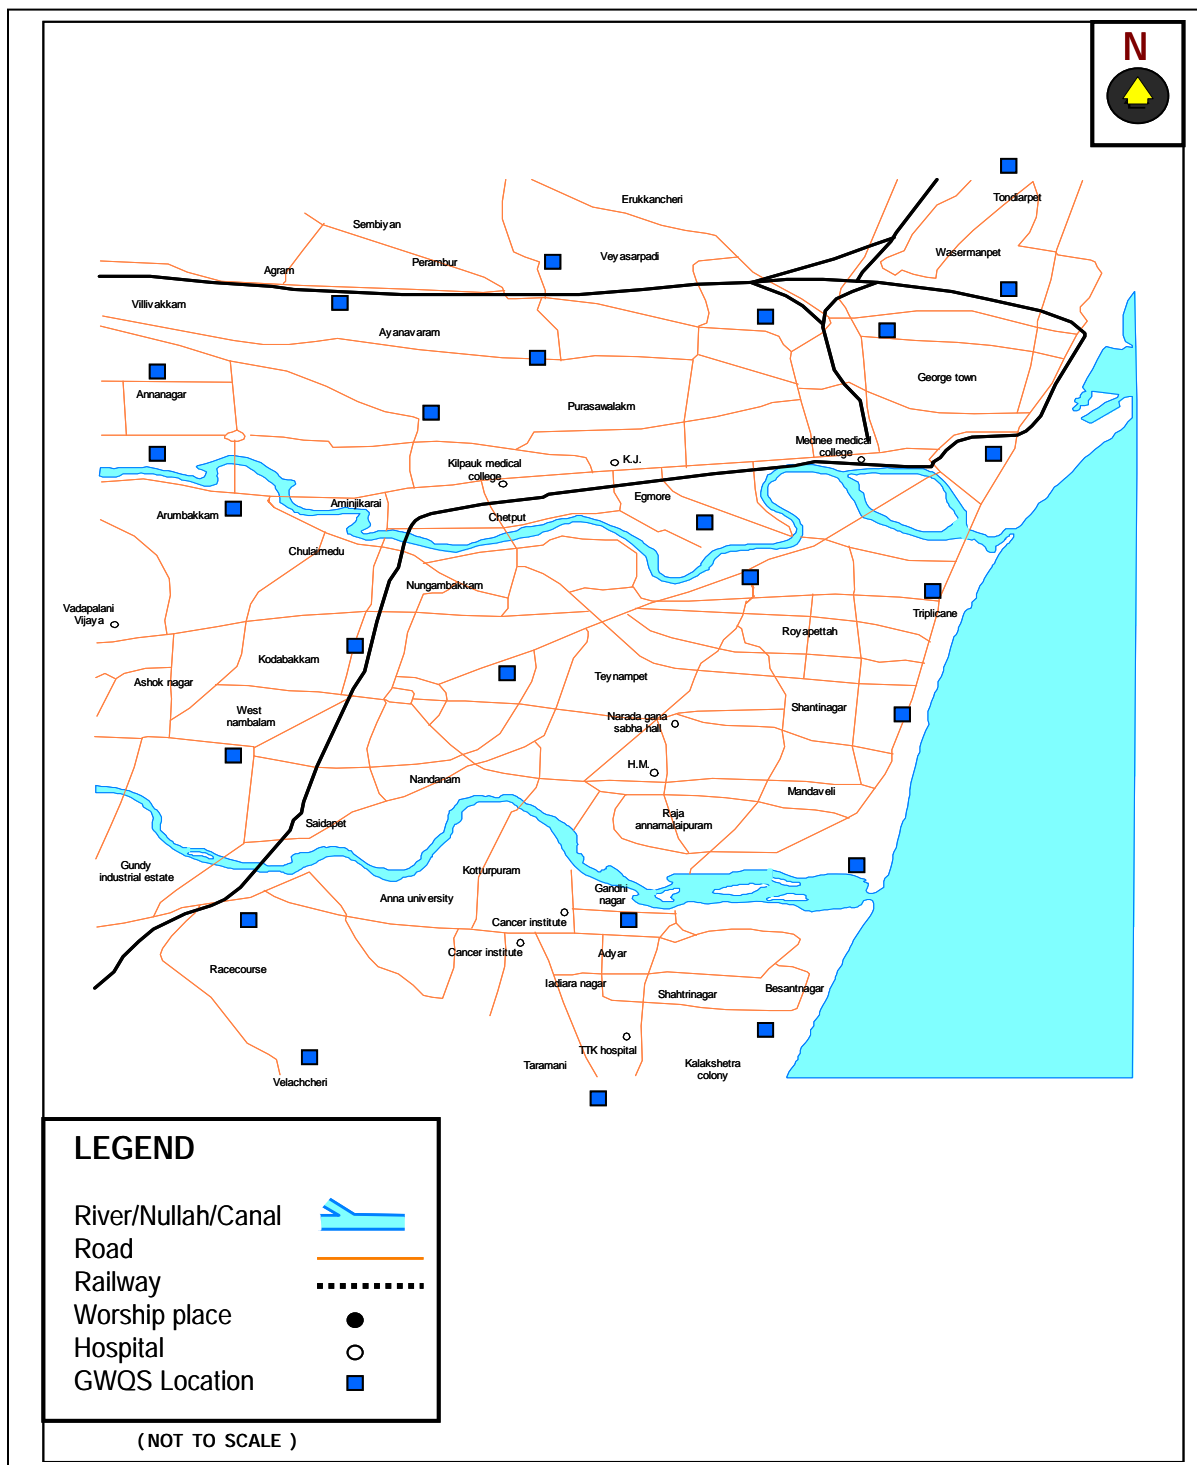 N
Tondiarpet
Erukkancheri
Sembiyan
Wasermanpet
Veyasarpadi
Perambur
Agram
Villivakkam
Ayanavaram
George town
Annanagar
Purasawalakm
Mednee medical
college
K.J.
Kilpauk medical
college
Egmore
Aminjikarai
Arumbakkam
Chetput
Chulaimedu
Nungambakkam
Vadapalani
Vijaya
Triplicane
Royapettah
Kodabakkam
Teynampet
Ashok nagar
West
nambalam
Shantinagar
Narada gana
sabha hall
H.M.
Nandanam
Mandaveli
Raja
annamalaipuram
Saidapet
Gundy
industrial estate
Kotturpuram
Anna university
Gandhi
nagar
Cancer institute
Cancer institute
Adyar
Racecourse
Iadiara nagar
Shahtrinagar
Besantnagar
TTK hospital
Taramani
Kalakshetra
colony
Velachcheri
LEGEND
River/Nullah/Canal
Road
Railway
Worship place
Hospital
GWQS Location
( NOT TO SCALE )